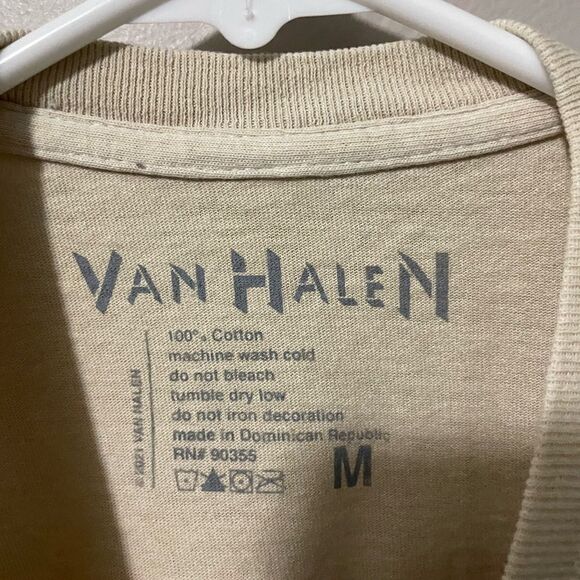 VAN HALEN
100% Cotton
machine wash cold
do not bleach
tumble dry low
do not iron decoration
made in Dominican Republic
RN# 90355
M
© 2021 VAN HALEN